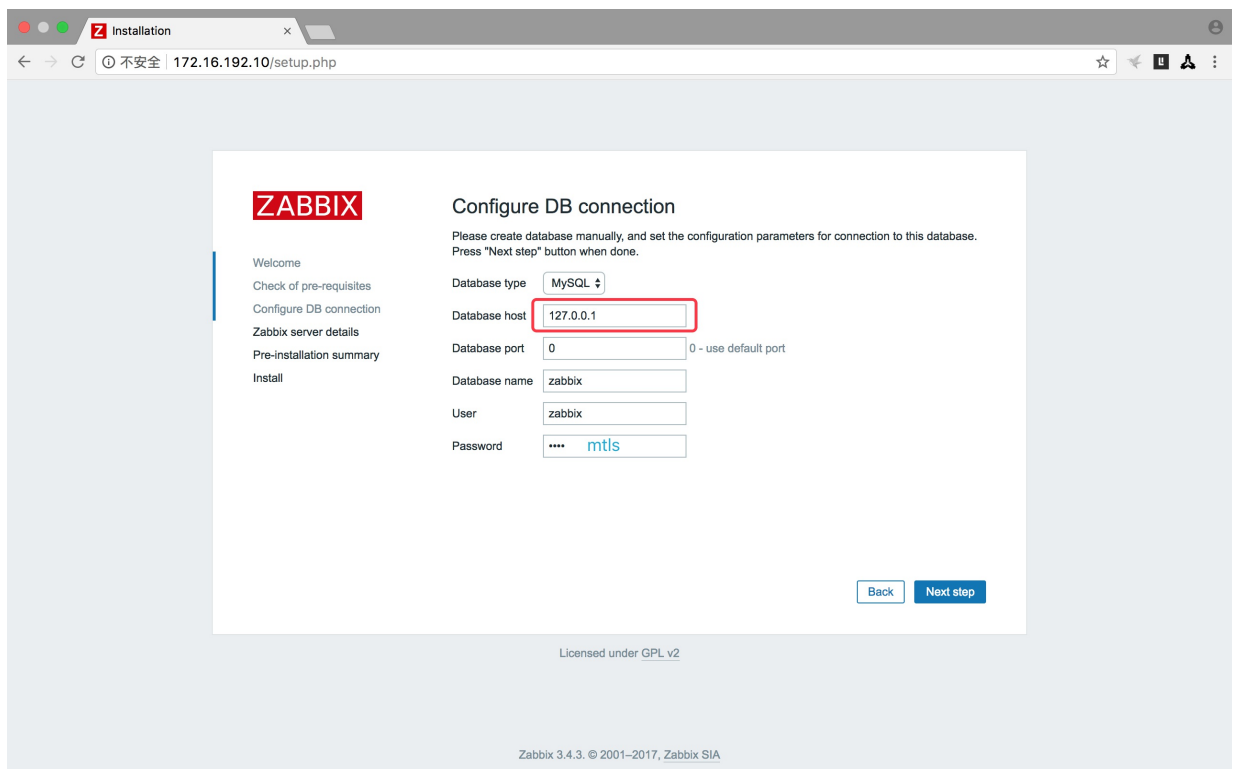 Z Installation ×
不安全 172.16.192.10/setup.php
ZABBIX
Welcome
Check of pre-requisites
Configure DB connection
Zabbix server details
Pre-installation summary
Install
Configure DB connection
Please create database manually, and set the configuration parameters for connection to this database.
Press "Next step" button when done.
Database type MySQL
Database host 127.0.0.1
Database port 0 0 - use default port
Database name zabbix
User zabbix
Password •••• mtls
Back Next step
Licensed under GPL v2
Zabbix 3.4.3. © 2001–2017, Zabbix SIA